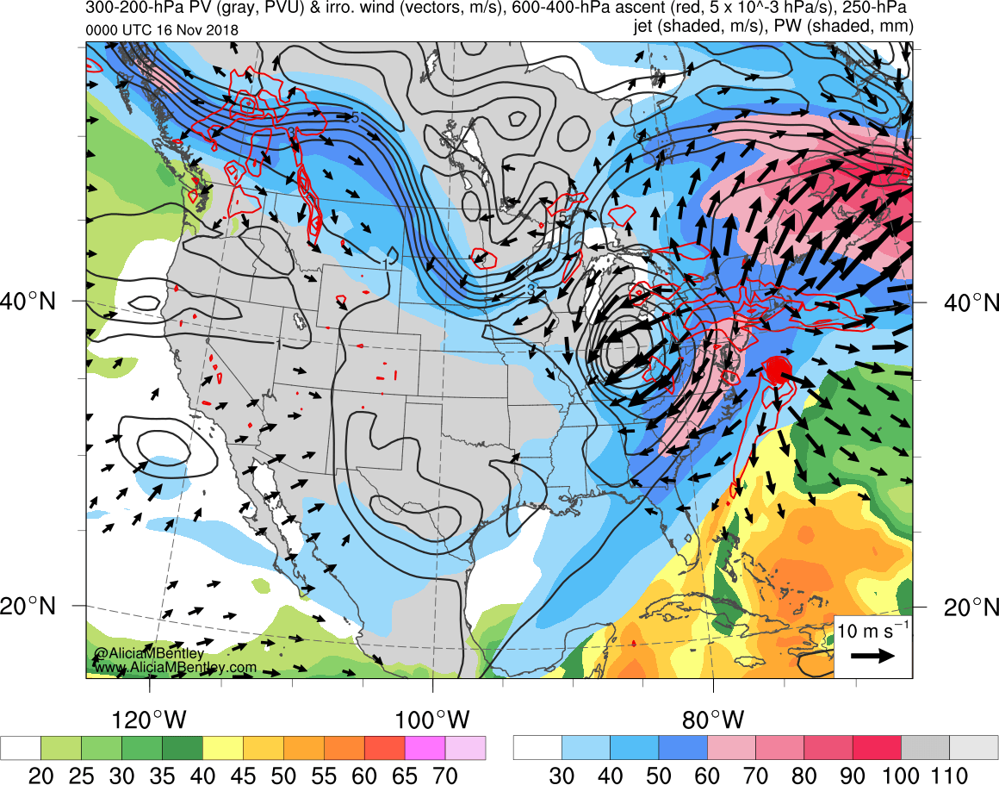 300-200-hPa PV (gray, PVU) & irro. wind (vectors, m/s), 600-400-hPa ascent (red, 5 x 10^-3 hPa/s), 250-hPa
0000 UTC 16 Nov 2018 jet (shaded, m/s), PW (shaded, mm)
5
3
1
3
40°N 40°N
1
20°N 20°N
10 m s⁻¹
@AliciaMBentley
www.AliciaMBentley.com
120°W 100°W 80°W
20 25 30 35 40 45 50 55 60 65 70 30 40 50 60 70 80 90 100 110